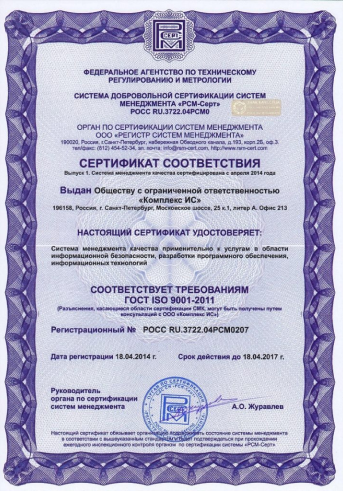 РСМ
СЕРТ
ФЕДЕРАЛЬНОЕ АГЕНТСТВО ПО ТЕХНИЧЕСКОМУ
РЕГУЛИРОВАНИЮ И МЕТРОЛОГИИ
СИСТЕМА ДОБРОВОЛЬНОЙ СЕРТИФИКАЦИИ СИСТЕМ
МЕНЕДЖМЕНТА «РСМ-Серт»
РОСС RU.3722.04РСМ0
ОРГАН ПО СЕРТИФИКАЦИИ СИСТЕМ МЕНЕДЖМЕНТА
ООО «РЕГИСТР СИСТЕМ МЕНЕДЖМЕНТА»
190020, Россия, г.Санкт-Петербург, набережная Обводного канала, д.193, корп.2Б, оф.3.
тел/факс: (812) 454-52-34, эл. почта: info@rsm-sert.com, http://www.rsm-sert.com
СЕРТИФИКАТ СООТВЕТСТВИЯ
Выпуск 1. Система менеджмента качества сертифицирована с апреля 2014 года
Выдан Обществу с ограниченной ответственностью
«Комплекс ИС»
196158, Россия, г. Санкт-Петербург, Московское шоссе, 25 к.1, литер А. Офис 213
НАСТОЯЩИЙ СЕРТИФИКАТ УДОСТОВЕРЯЕТ:
Система менеджмента качества применительно к услугам в области
информационной безопасности, разработки программного обеспечения,
информационных технологий
СООТВЕТСТВУЕТ ТРЕБОВАНИЯМ
ГОСТ ISO 9001-2011
(Разъяснения, касающиеся области сертификации СМК, могут быть получены путем
консультаций с ООО «Комплекс ИС»)
Регистрационный № РОСС RU.3722.04РСМ0207
Дата регистрации 18.04.2014 г. Срок действия до 18.04.2017 г.
Руководитель
органа по сертификации
систем менеджмента
А.О. Журавлев
Настоящий сертификат обязывает организацию поддерживать состояние системы менеджмента
в соответствии с вышеуказанным стандартом, что подтверждается при прохождении
ежегодного инспекционного контроля органом по сертификации системы «РСМ-Серт»